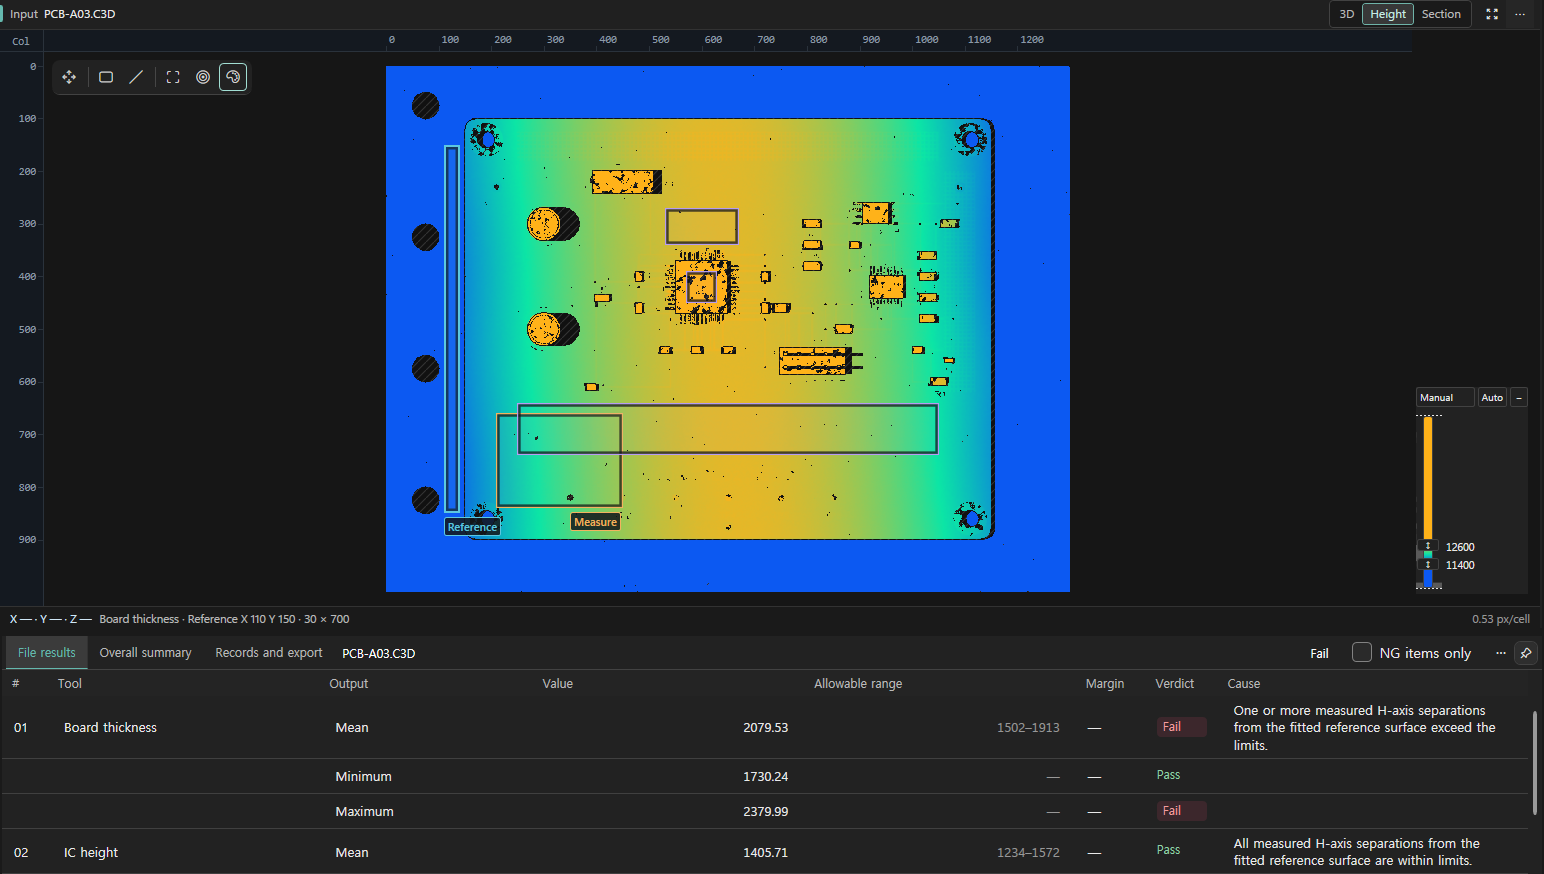 Input PCB-A03.C3D
3D Height Section ...
Col
0 100 200 300 400 500 600 700 800 900 1000 1100 1200
0
100
200
300
400
500
600
700
800
900
Reference
Measure
Manual Auto –
12600
11400
X — · Y — · Z — Board thickness · Reference X 110 Y 150 · 30 × 700
0.53 px/cell
File results Overall summary Records and export PCB-A03.C3D
Fail NG items only ...
# Tool Output Value Allowable range Margin Verdict Cause
01 Board thickness Mean 2079.53 1502–1913 — Fail
One or more measured H-axis separations
from the fitted reference surface exceed the
limits.
Minimum 1730.24 — — Pass
Maximum 2379.99 — — Fail
02 IC height Mean 1405.71 1234–1572 — Pass
All measured H-axis separations from the
fitted reference surface are within limits.